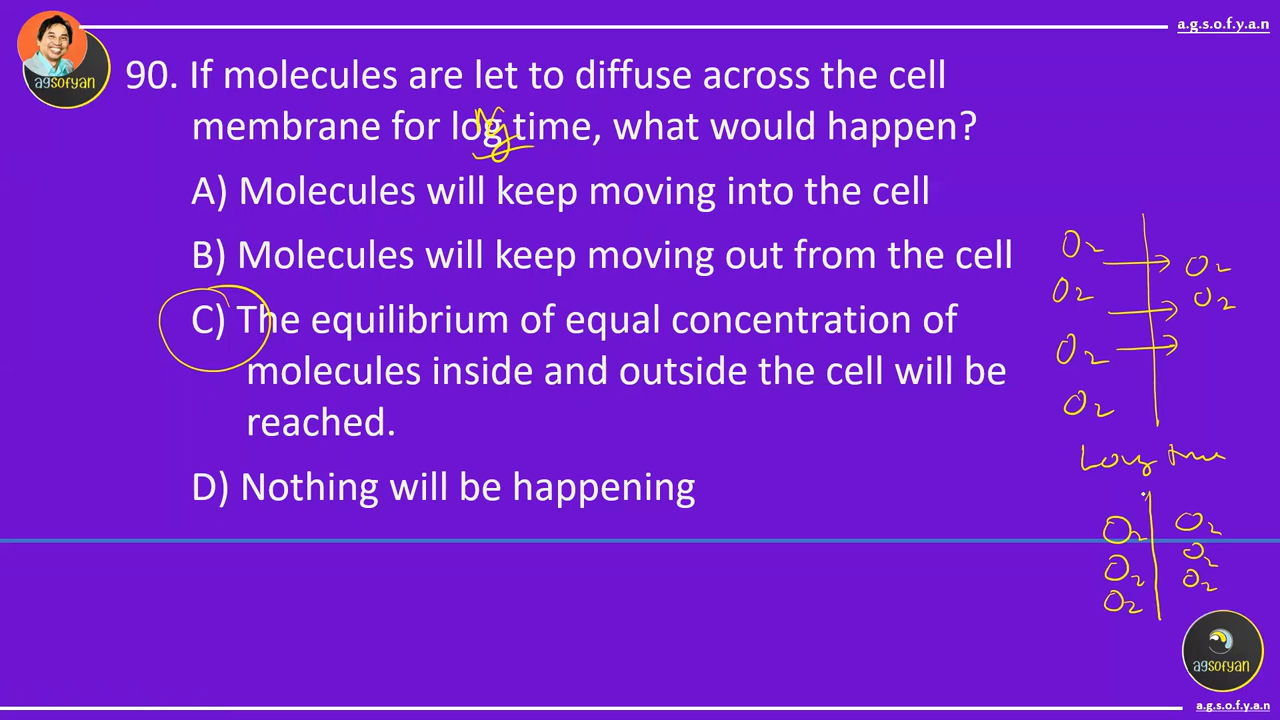 a.g.s.o.f.y.a.n
agsofyan
90. If molecules are let to diffuse across the cell
membrane for log time, what would happen?
ng
A) Molecules will keep moving into the cell
B) Molecules will keep moving out from the cell
C) The equilibrium of equal concentration of
molecules inside and outside the cell will be
reached.
D) Nothing will be happening
O2
O2
O2
O2
O2
O2
Long time
O2 O2
O2 O2
O2 O2
agsofyan
a.g.s.o.f.y.a.n